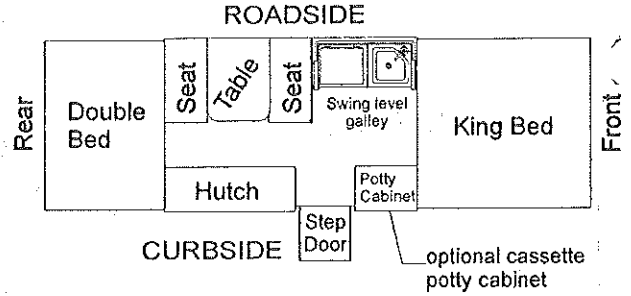 ROADSIDE
Rear
Double
Bed
Seat
Table
Seat
Swing level
galley
King Bed
Front
Hutch
Potty
Cabinet
Step
Door
CURBSIDE
optional cassette
potty cabinet